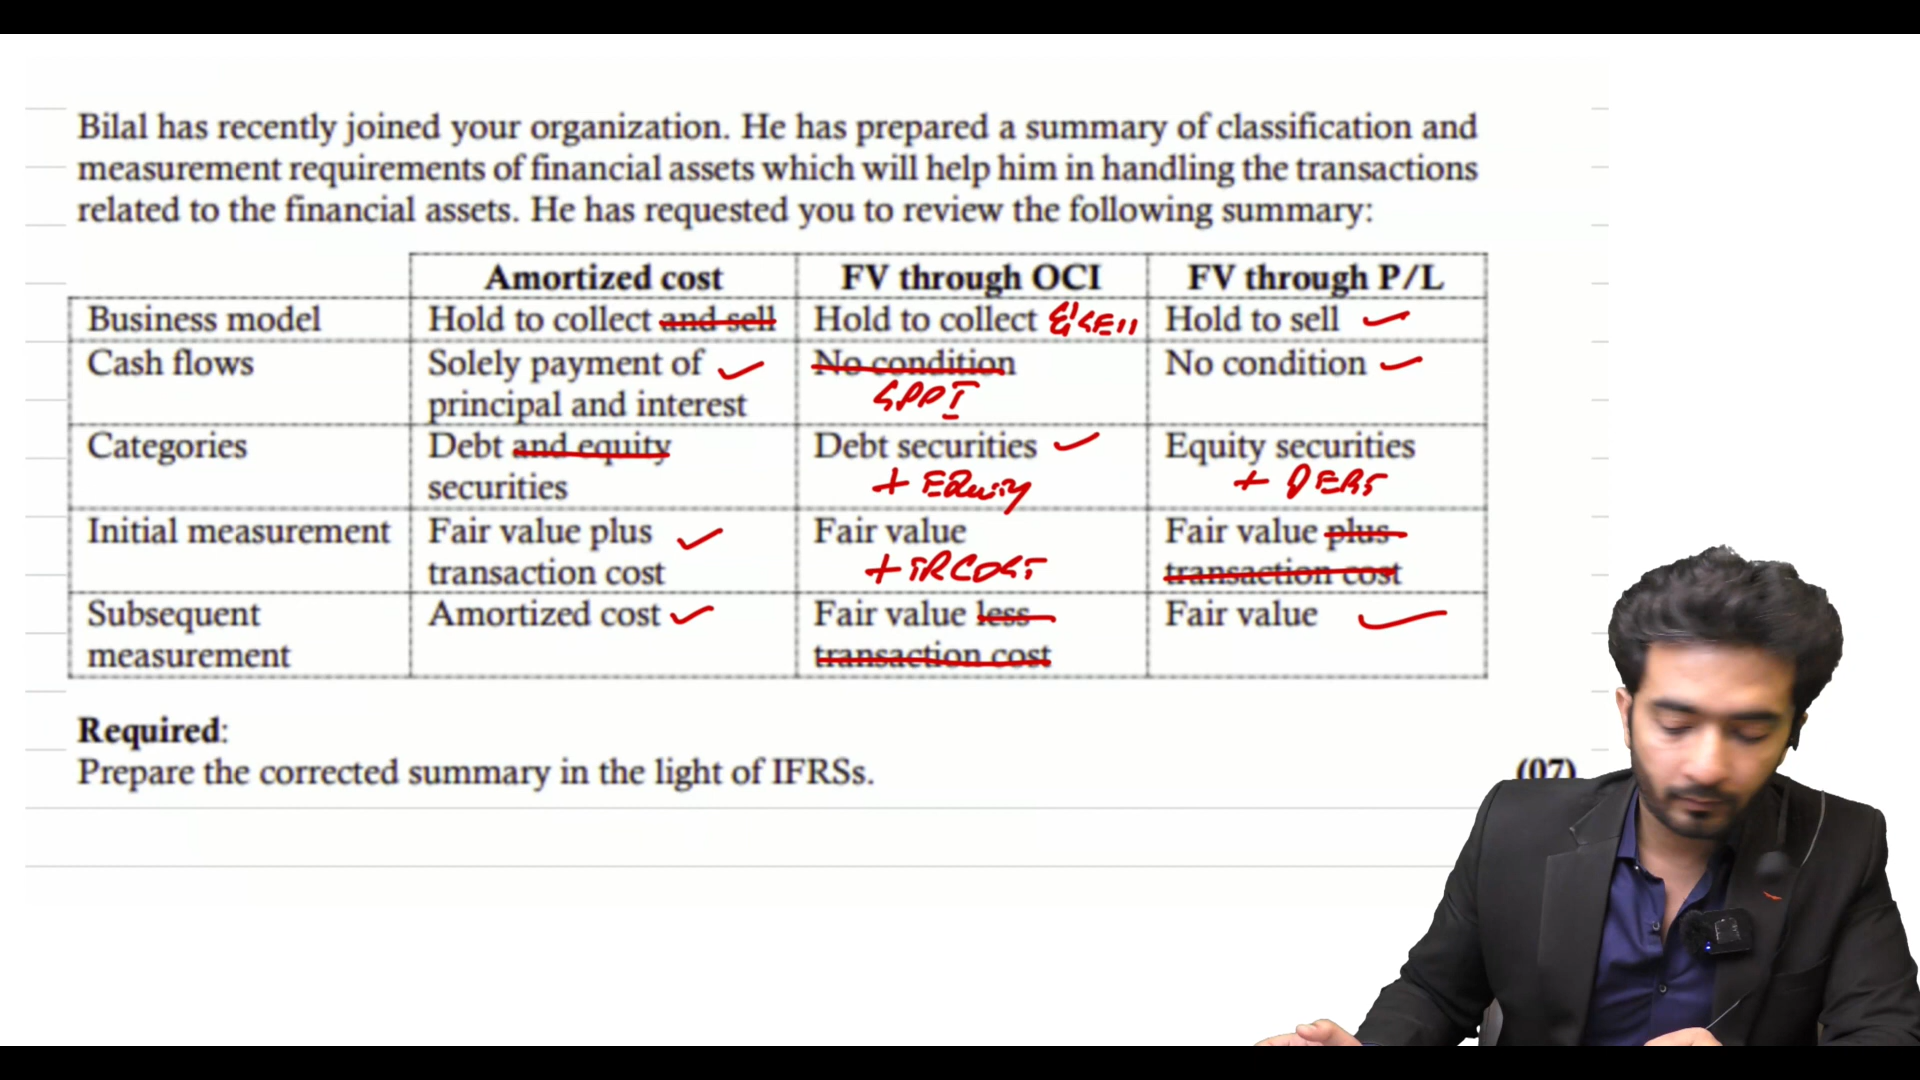 Bilal has recently joined your organization. He has prepared a summary of classification and
measurement requirements of financial assets which will help him in handling the transactions
related to the financial assets. He has requested you to review the following summary:
Amortized cost FV through OCI FV through P/L
Business model Hold to collect and sell Hold to collect & SELL Hold to sell
Cash flows Solely payment of principal and interest No condition SPPI No condition
Categories Debt and equity securities Debt securities + EQUITY Equity securities + DEBT
Initial measurement Fair value plus transaction cost Fair value + TRCOST Fair value plus transaction cost
Subsequent measurement Amortized cost Fair value less transaction cost Fair value
Required:
Prepare the corrected summary in the light of IFRSs.
(07)